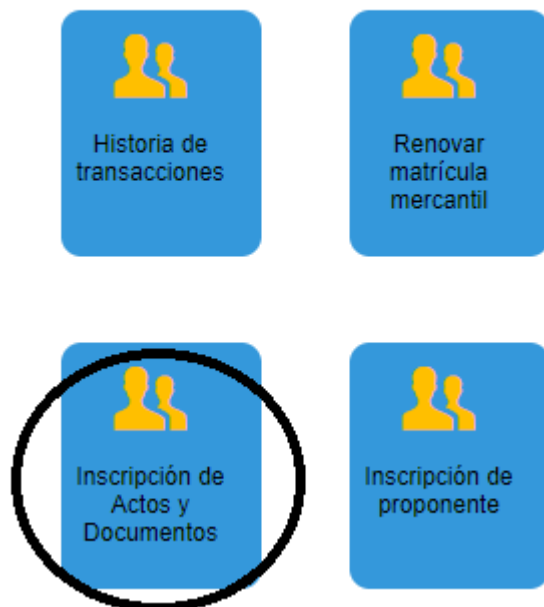 Historia de
transacciones
Renovar
matrícula
mercantil
Inscripción de
Actos y
Documentos
Inscripción de
proponente